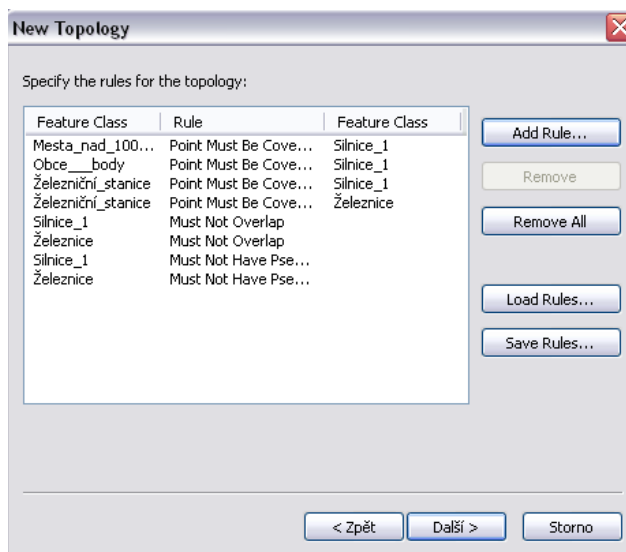 New Topology
Specify the rules for the topology:
Feature Class Rule Feature Class
Mesta_nad_100... Point Must Be Cove... Silnice_1
Obce___body Point Must Be Cove... Silnice_1
Železniční_stanice Point Must Be Cove... Silnice_1
Železniční_stanice Point Must Be Cove... Železnice
Silnice_1 Must Not Overlap
Železnice Must Not Overlap
Silnice_1 Must Not Have Pse...
Železnice Must Not Have Pse...
Add Rule...
Remove
Remove All
Load Rules...
Save Rules...
< Zpět Další > Storno